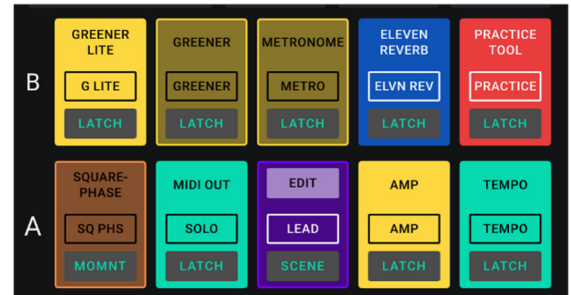 B
GREENER
LITE
G LITE
LATCH
GREENER
GREENER
LATCH
METRONOME
METRO
LATCH
ELEVEN
REVERB
ELVN REV
LATCH
PRACTICE
TOOL
PRACTICE
LATCH
A
SQUARE-
PHASE
SQ PHS
MOMNT
MIDI OUT
SOLO
LATCH
EDIT
LEAD
SCENE
AMP
AMP
LATCH
TEMPO
TEMPO
LATCH